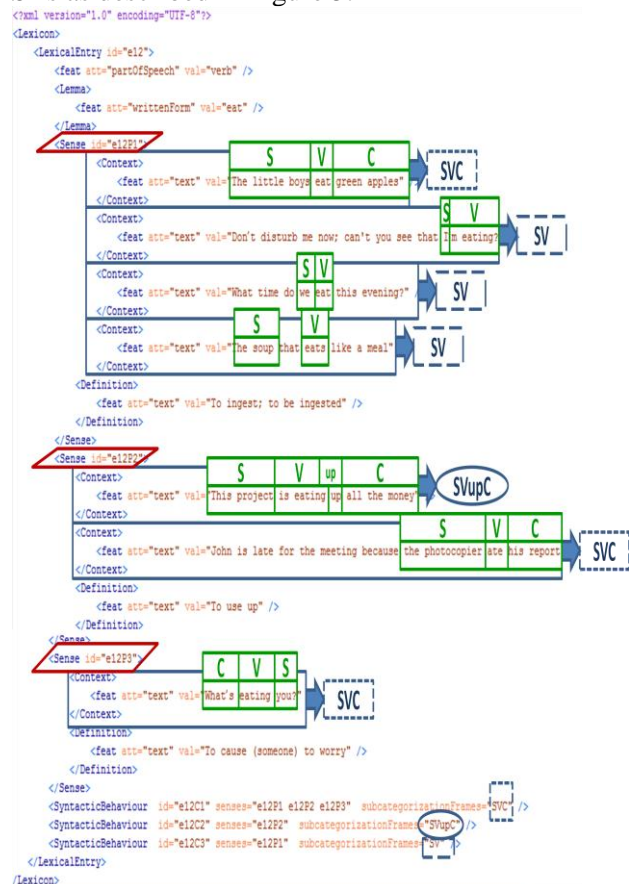 <?xml version="1.0" encoding="UTF-8"?>
<Lexicon>
<LexicalEntry id="e12">
<feat att="partOfSpeech" val="verb" />
<Lemma>
<feat att="writtenForm" val="eat" />
</Lemma>
<Sense id="e12P1">
S V C
<Context>
SVC
<feat att="text" val="The little boys eat green apples" />
</Context>
S V
<Context>
<feat att="text" val="Don't disturb me now; can't you see that I'm eating?
SV
</Context>
S V
<Context>
<feat att="text" val="What time do we eat this evening?" /
SV
</Context>
S V
<Context>
<feat att="text" val="The soup that eats like a meal"
SV
</Context>
<Definition>
<feat att="text" val="To ingest; to be ingested" />
</Definition>
</Sense>
<Sense id="e12P2">
S V up C
<Context>
SVupC
<feat att="text" val="This project is eating up all the money"
</Context>
S V C
<Context>
<feat att="text" val="John is late for the meeting because the photocopier ate his report
SVC
</Context>
<Definition>
<feat att="text" val="To use up" />
</Definition>
</Sense>
<Sense id="e12P3">
C V S
<Context>
<feat att="text" val="What's eating you?"
SVC
</Context>
<Definition>
<feat att="text" val="To cause (someone) to worry" />
</Definition>
</Sense>
<SyntacticBehaviour id="e12C1" senses="e12P1 e12P2 e12P3" subcategorizationFrames="SVC" />
<SyntacticBehaviour id="e12C2" senses="e12P2" subcategorizationFrames="SVupC" />
<SyntacticBehaviour id="e12C3" senses="e12P1" subcategorizationFrames="SV" />
</LexicalEntry>
/Lexicon>